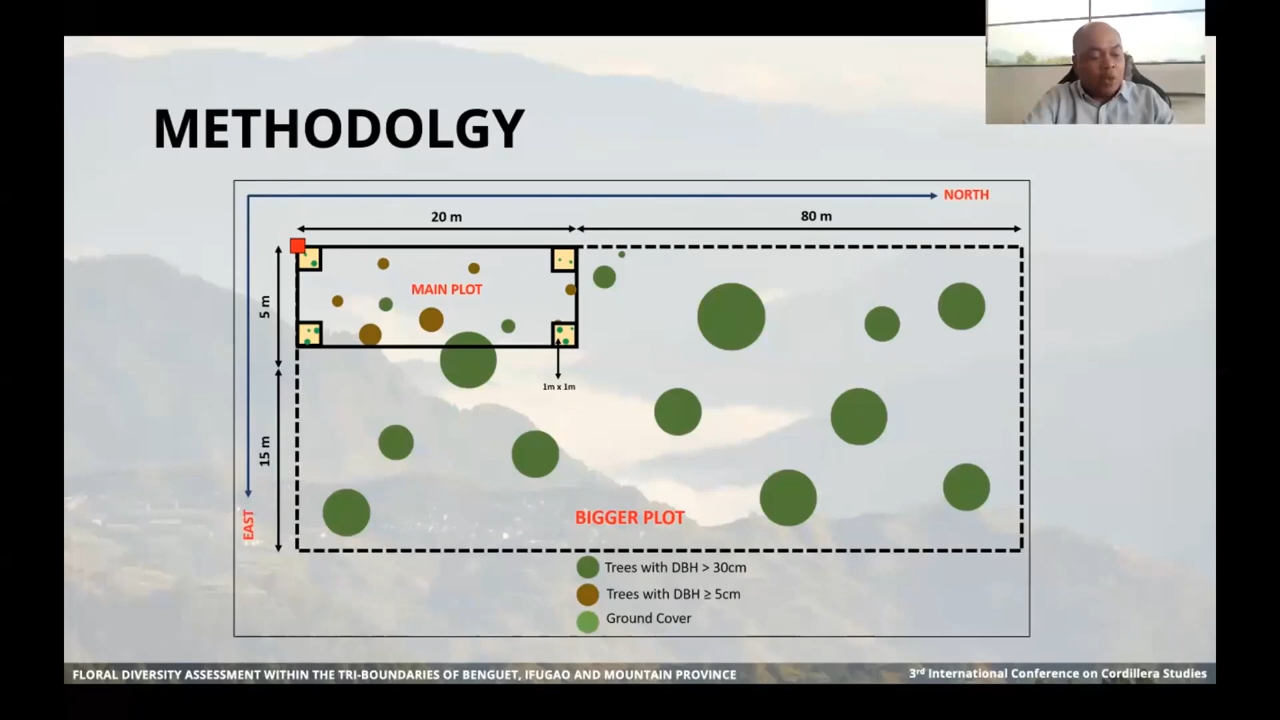 METHODOLGY
NORTH
20 m
80 m
5 m
MAIN PLOT
1m x 1m
15 m
EAST
BIGGER PLOT
Trees with DBH > 30cm
Trees with DBH ≥ 5cm
Ground Cover
FLORAL DIVERSITY ASSESSMENT WITHIN THE TRI-BOUNDARIES OF BENGUET, IFUGAO AND MOUNTAIN PROVINCE
3rd International Conference on Cordillera Studies